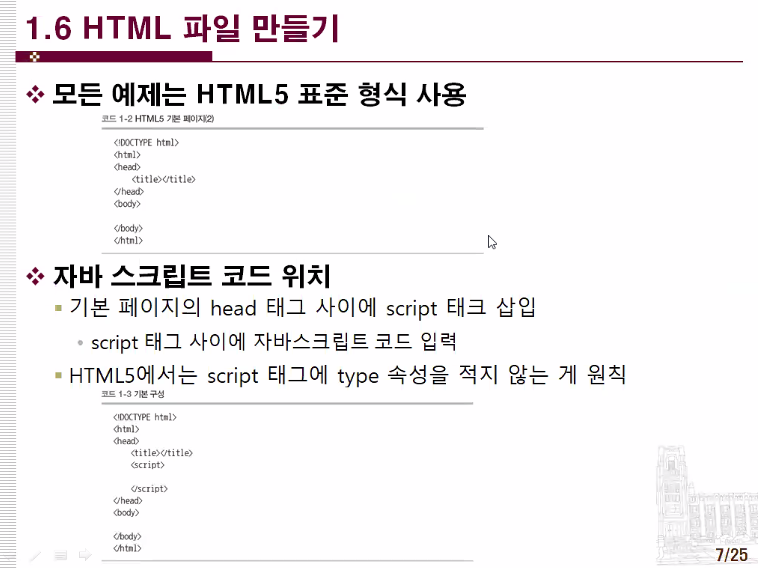 1.6 HTML 파일 만들기
모든 예제는 HTML5 표준 형식 사용
코드 1-2 HTML5 기본 페이지(2)
<!DOCTYPE html>
<html>
<head>
<title></title>
</head>
<body>
</body>
</html>
자바 스크립트 코드 위치
기본 페이지의 head 태그 사이에 script 태크 삽입
script 태그 사이에 자바스크립트 코드 입력
HTML5에서는 script 태그에 type 속성을 적지 않는 게 원칙
코드 1-3 기본 구성
<!DOCTYPE html>
<html>
<head>
<title></title>
<script>
</script>
</head>
<body>
</body>
</html>
7/25